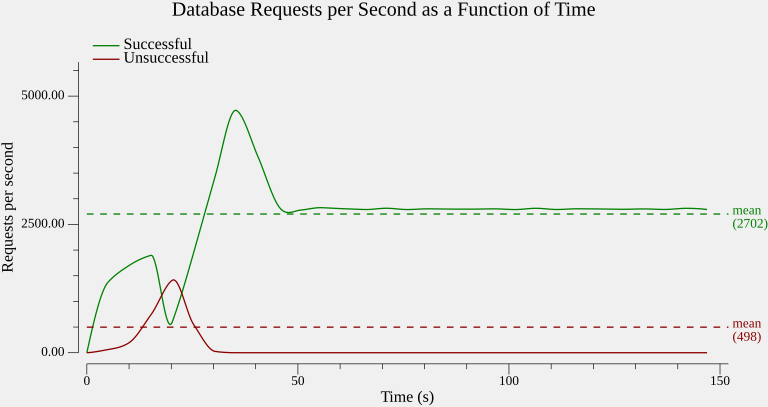 Database Requests per Second as a Function of Time
Successful
Unsuccessful
5000.00
2500.00
0.00
Requests per second
mean
(2702)
mean
(498)
0
50
100
150
Time (s)